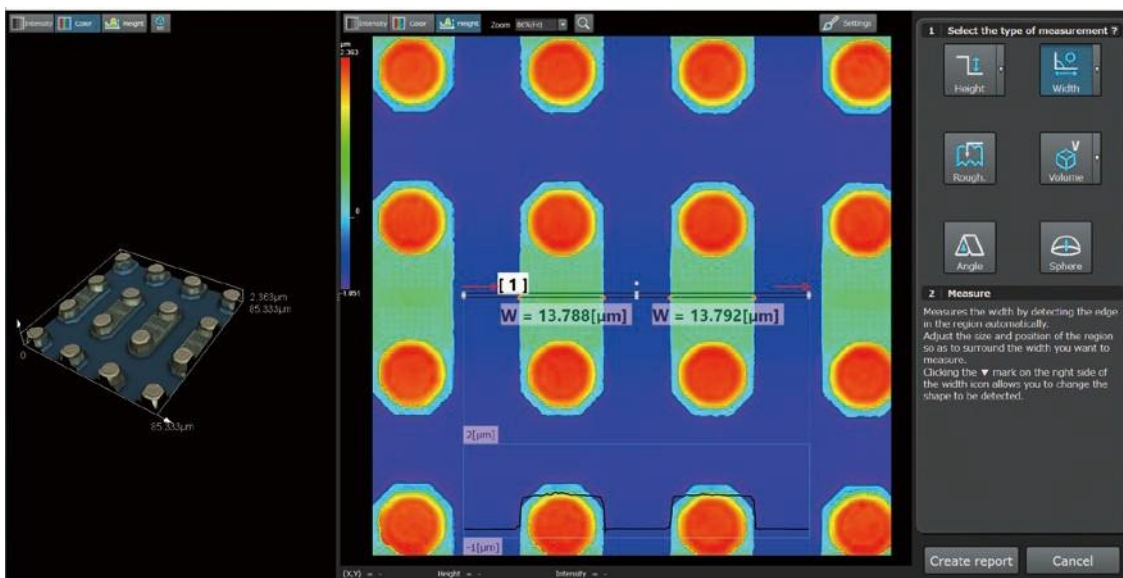 Intensity Color Height
Intensity Color Height Zoom Settings
1 Select the type of measurement ?
Height
Width
Rough.
Volume
Angle
Sphere
2 Measure
Measures the width by detecting the edge
in the region automatically.
Adjust the size and position of the region
so as to surround the width you want to
measure.
Clicking the ▼ mark on the right side of
the width icon allows you to change the
shape to be detected.
Create report
Cancel
μm
2.363
0
[1]
W = 13.788[μm]
W = 13.792[μm]
2[μm]
-1[μm]
2.363μm
85.333μm
0
85.333μm
(X,Y) = - Height = - Intensity = -